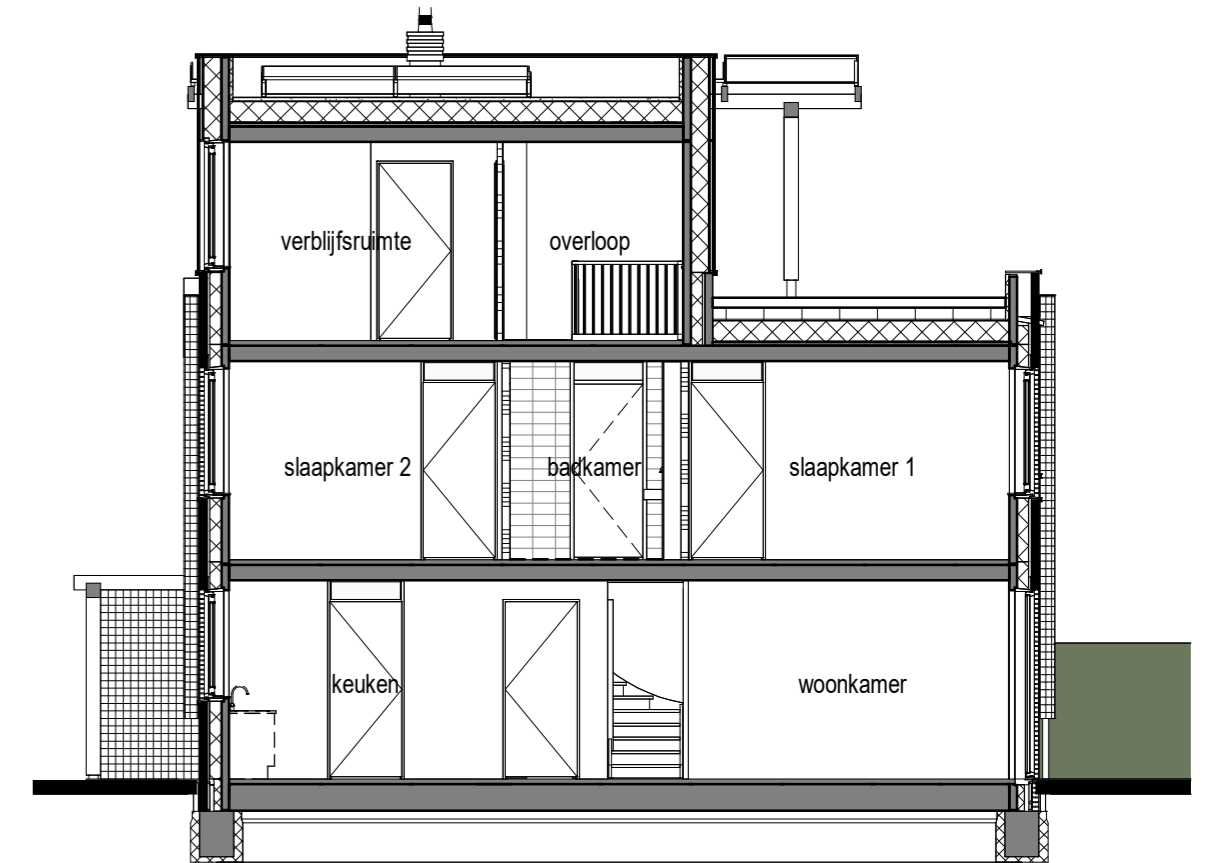 verblijfsruimte
overloop
slaapkamer 2
badkamer
slaapkamer 1
keuken
woonkamer